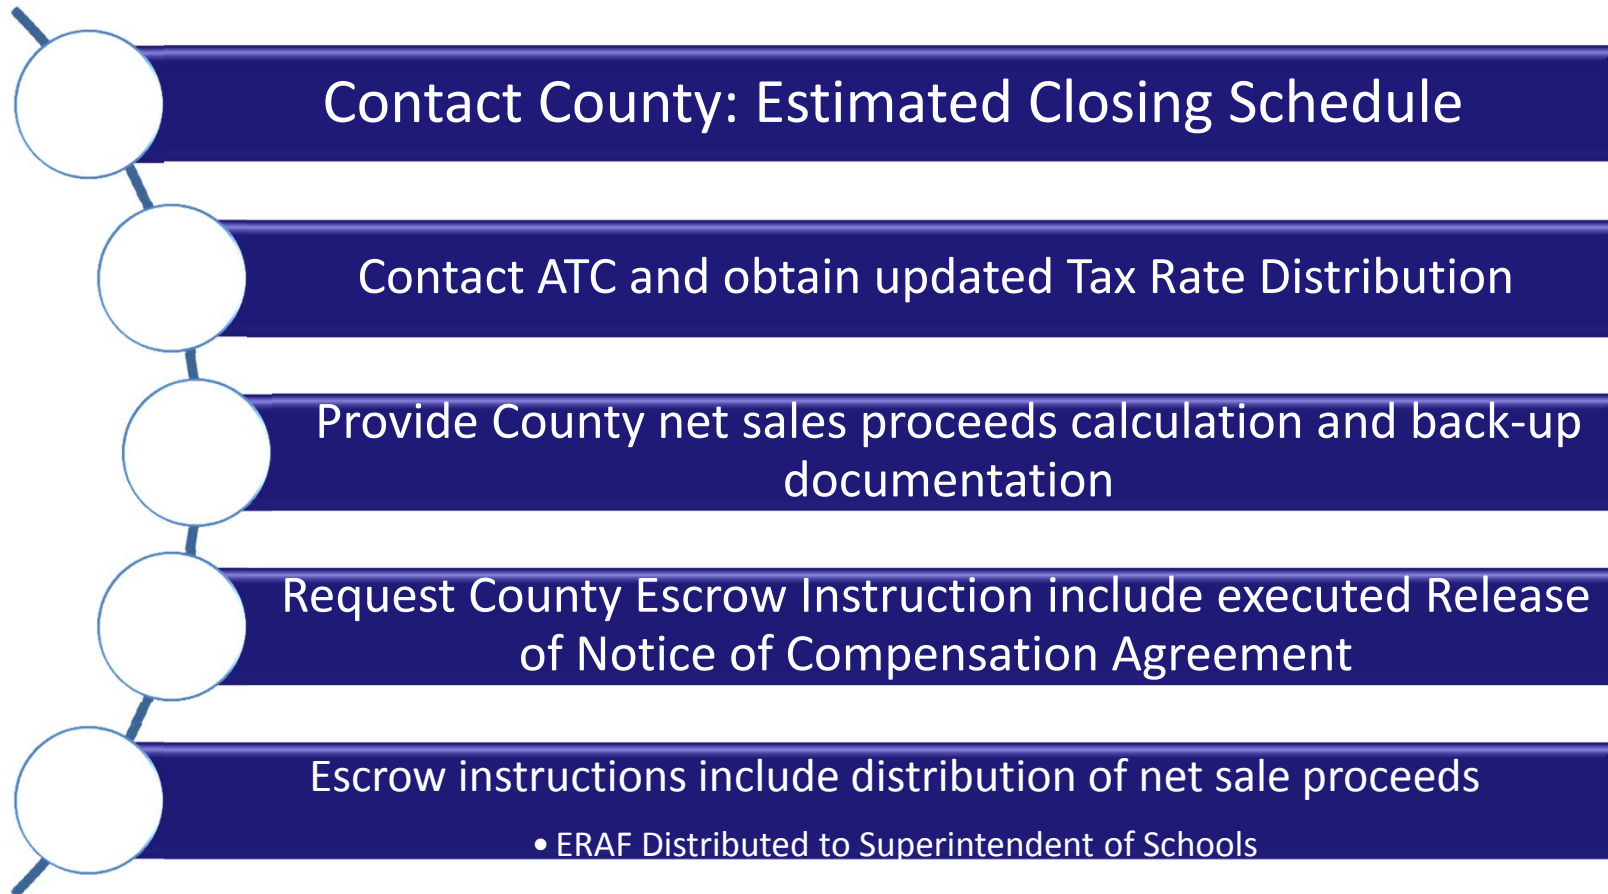 Contact County: Estimated Closing Schedule
Contact ATC and obtain updated Tax Rate Distribution
Provide County net sales proceeds calculation and back-up
documentation
Request County Escrow Instruction include executed Release
of Notice of Compensation Agreement
Escrow instructions include distribution of net sale proceeds
• ERAF Distributed to Superintendent of Schools